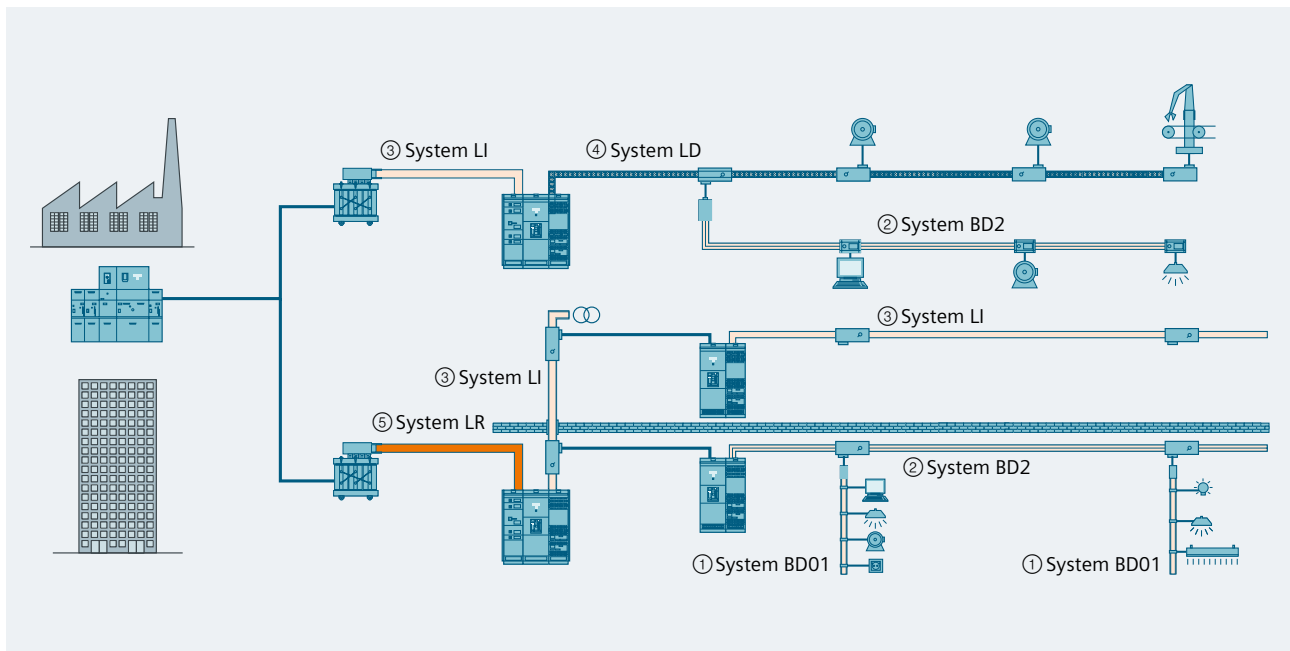 ③ System LI
④ System LD
② System BD2
③ System LI
③ System LI
⑤ System LR
② System BD2
① System BD01
① System BD01